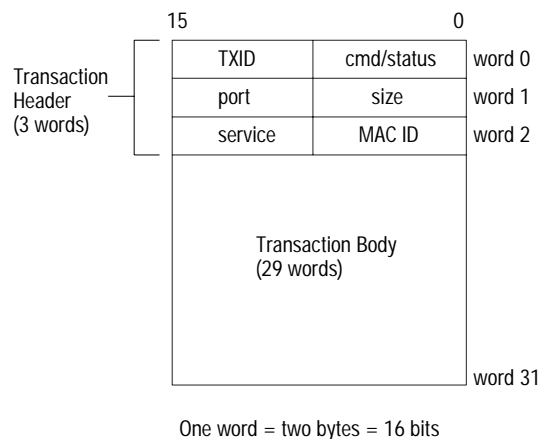 15 0
TXID cmd/status word 0
Transaction
Header
(3 words)
port size word 1
service MAC ID word 2
Transaction Body
(29 words)
word 31
One word = two bytes = 16 bits